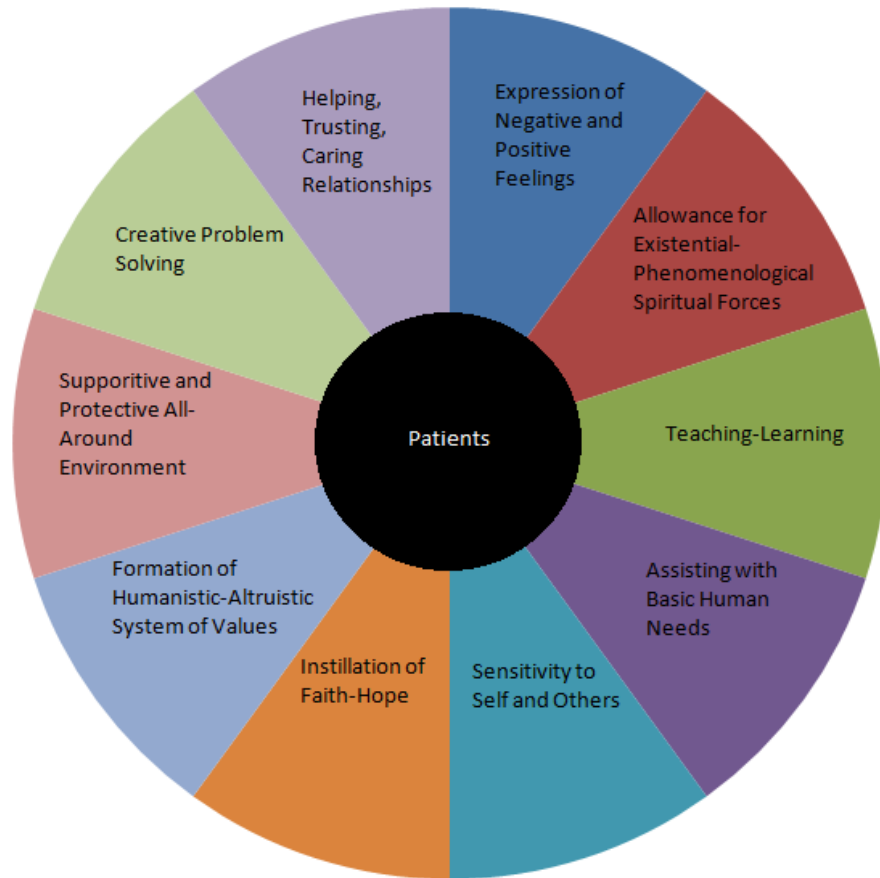 Expression of
Negative and
Positive
Feelings
Allowance for
Existential-
Phenomenological
Spiritual Forces
Teaching-Learning
Assisting with
Basic Human
Needs
Sensitivity to
Self and Others
Instillation of
Faith-Hope
Formation of
Humanistic-Altruistic
System of Values
Supportitive and
Protective All-
Around
Environment
Creative Problem
Solving
Helping,
Trusting,
Caring
Relationships
Patients